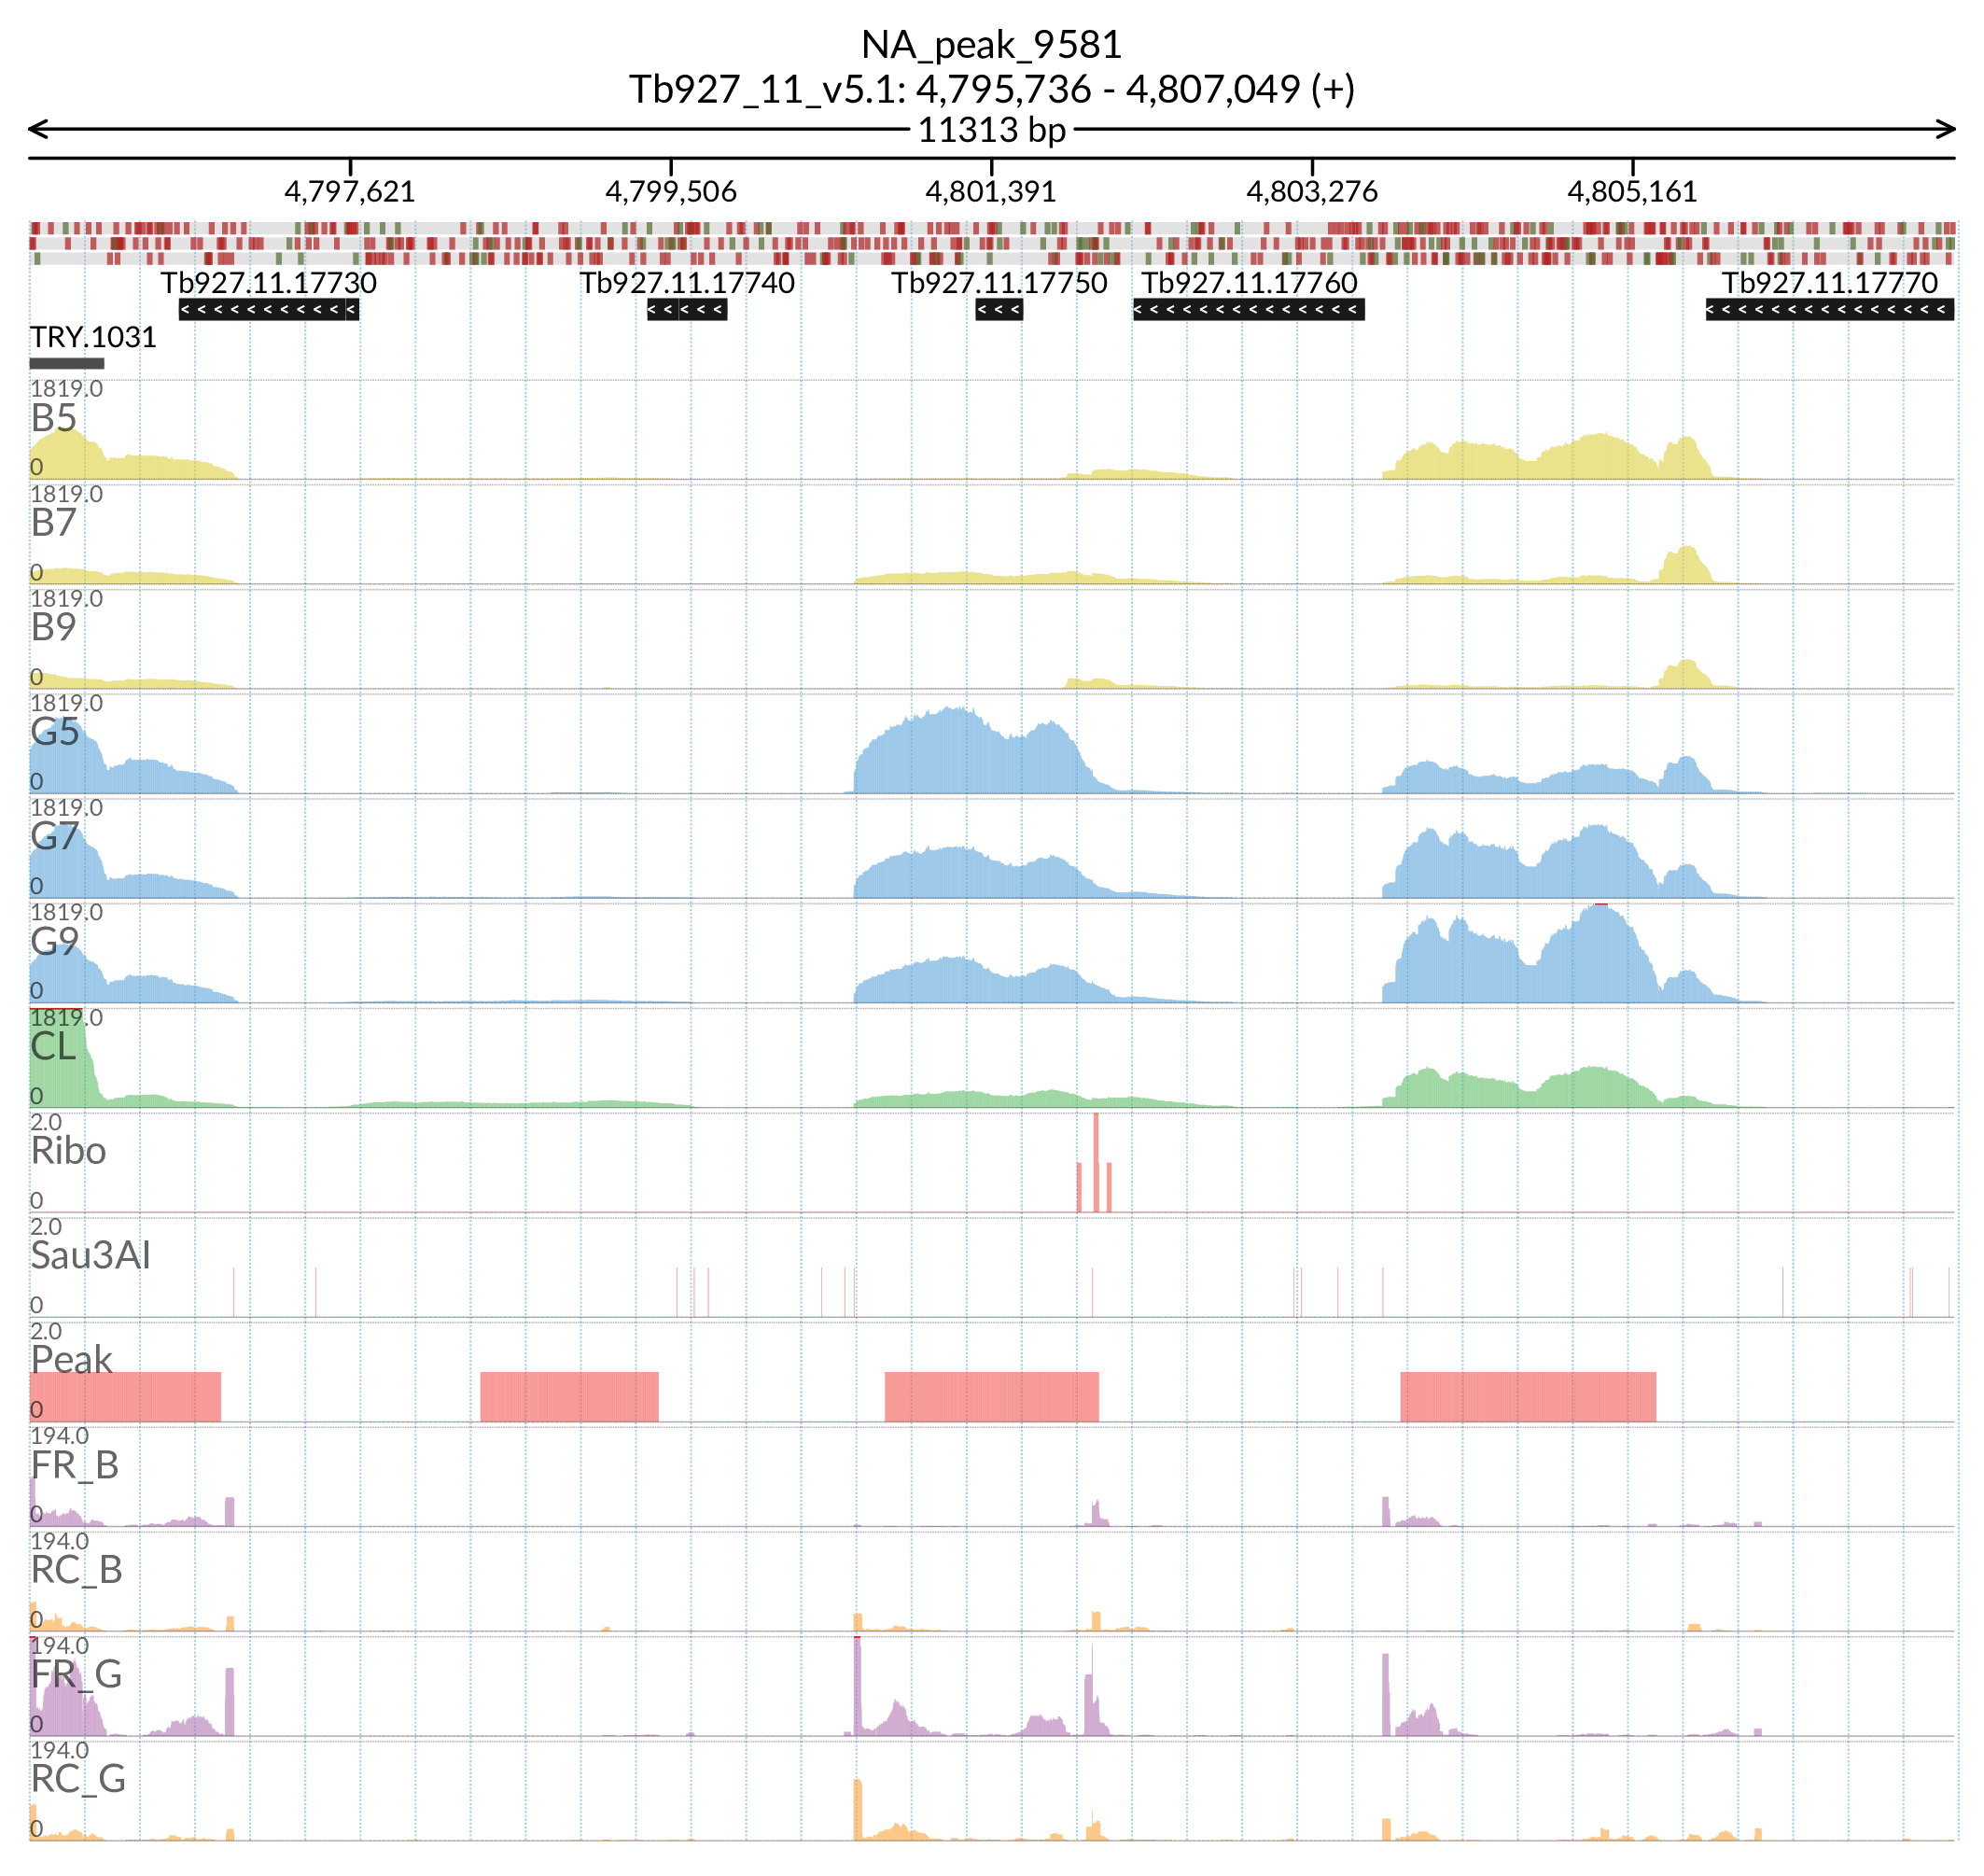 NA_peak_9581
Tb927_11_v5.1: 4,795,736 - 4,807,049 (+)
11313 bp
4,797,621 4,799,506 4,801,391 4,803,276 4,805,161
Tb927.11.17730 Tb927.11.17740 Tb927.11.17750 Tb927.11.17760 Tb927.11.17770
TRY.1031
1819.0
B5
0
1819.0
B7
0
1819.0
B9
0
1819.0
G5
0
1819.0
G7
0
1819.0
G9
0
1819.0
CL
0
2.0
Ribo
0
2.0
Sau3AI
0
2.0
Peak
0
194.0
FR_B
0
194.0
RC_B
0
194.0
FR_G
0
194.0
RC_G
0